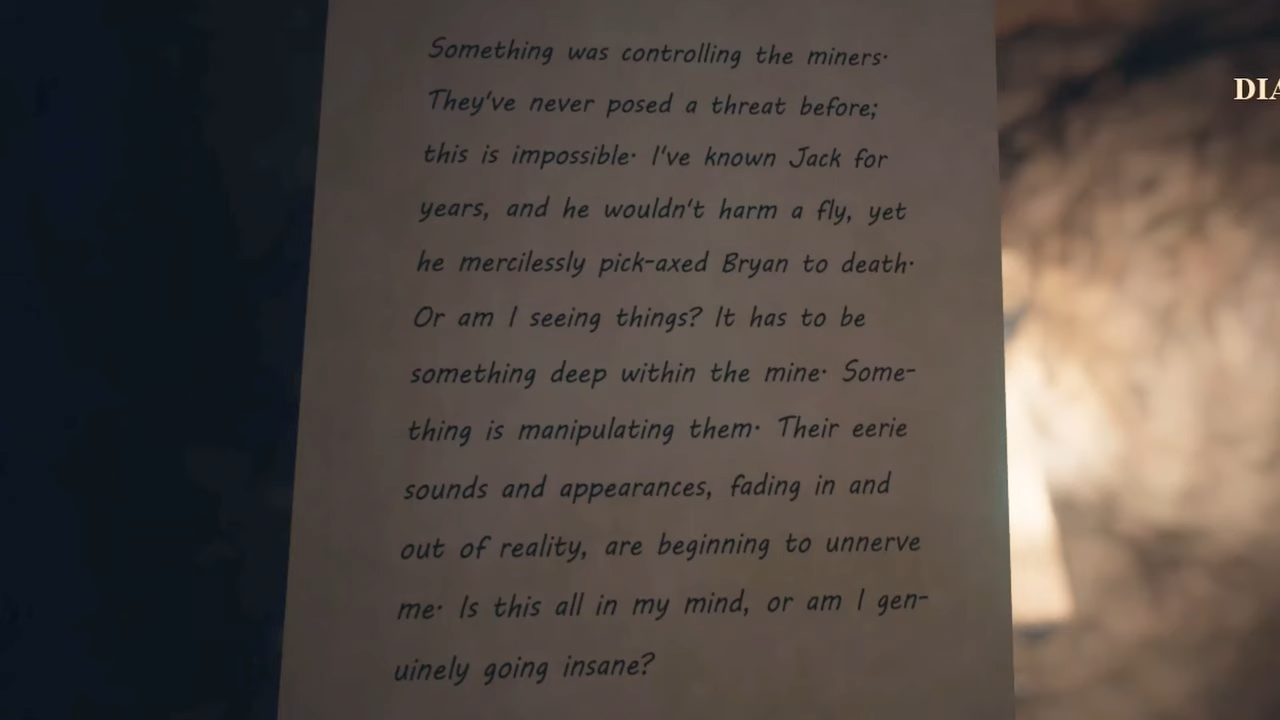 Something was controlling the miners·
They've never posed a threat before;
this is impossible· I've known Jack for
years, and he wouldn't harm a fly, yet
he mercilessly pick-axed Bryan to death·
Or am I seeing things? It has to be
something deep within the mine· Some-
thing is manipulating them· Their eerie
sounds and appearances, fading in and
out of reality, are beginning to unnerve
me· Is this all in my mind, or am I gen-
uinely going insane?
DIA